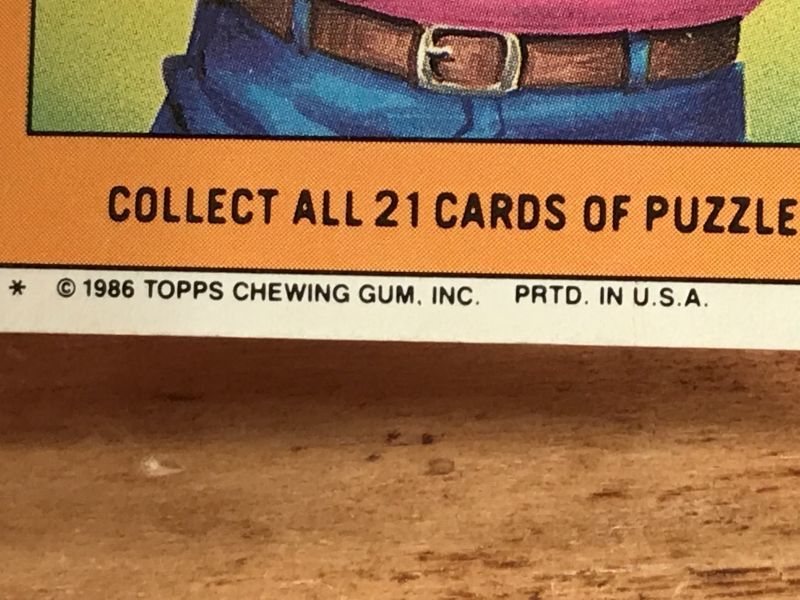 COLLECT ALL 21 CARDS OF PUZZLE
* © 1986 TOPPS CHEWING GUM, INC. PRTD. IN U.S.A.